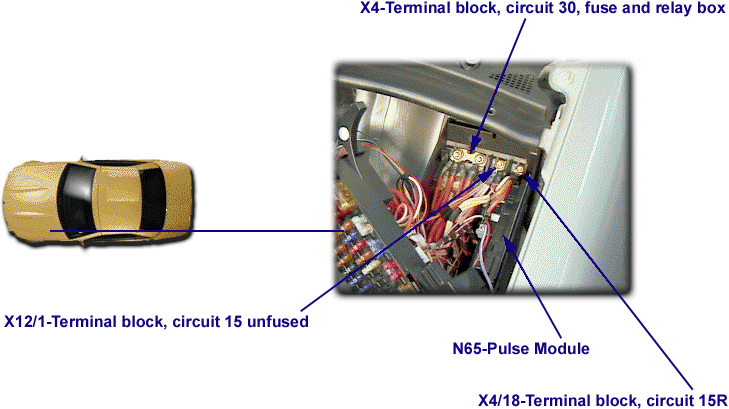 X4-Terminal block, circuit 30, fuse and relay box
X12/1-Terminal block, circuit 15 unfused
N65-Pulse Module
X4/18-Terminal block, circuit 15R